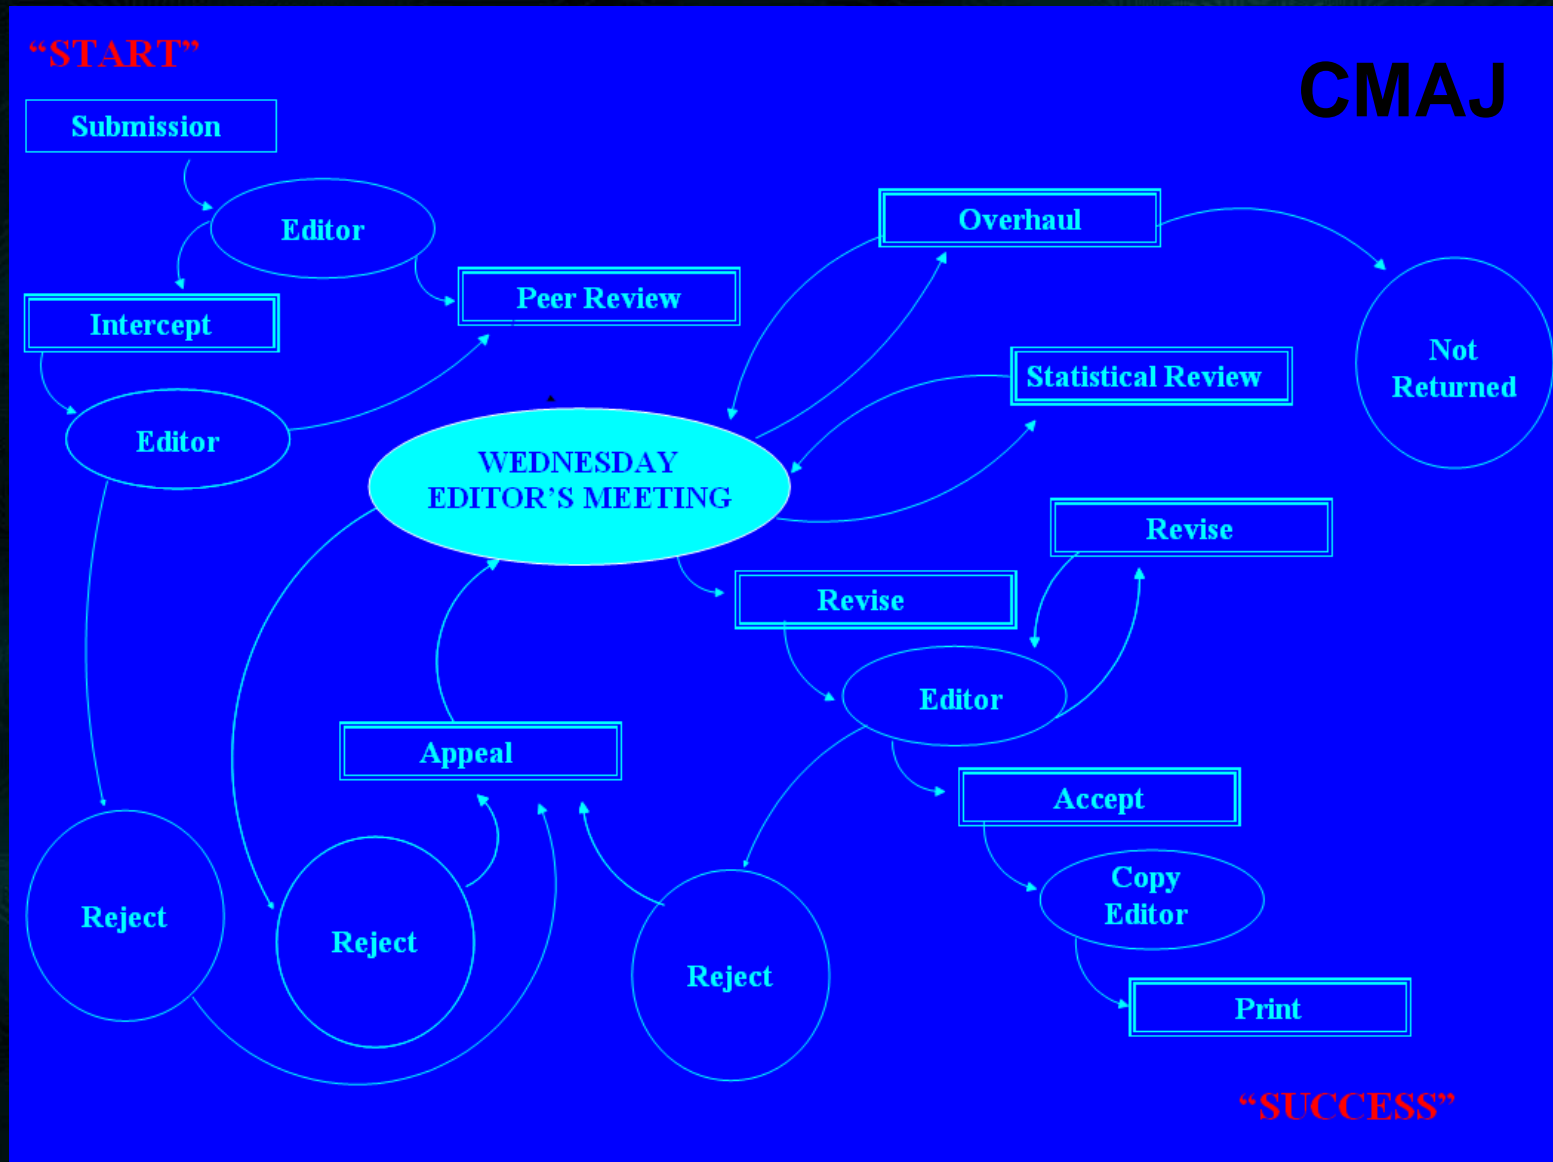 “START”
CMAJ
Submission
Editor
Overhaul
Peer Review
Intercept
Not
Returned
Statistical Review
Editor
WEDNESDAY
EDITOR’S MEETING
Revise
Revise
Editor
Appeal
Accept
Copy
Editor
Reject
Reject
Reject
Print
“SUCCESS”